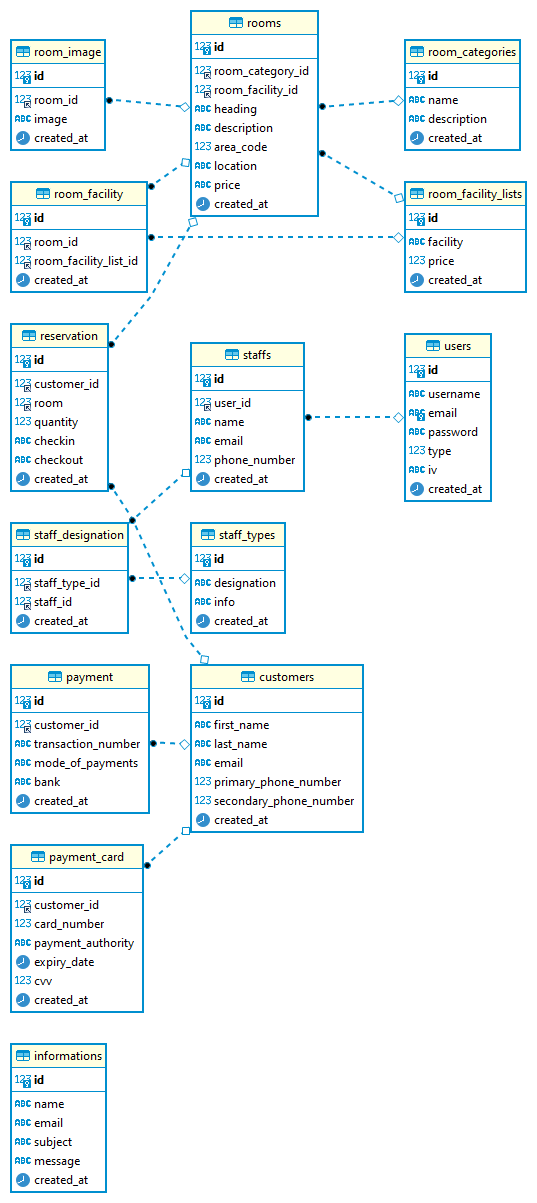 rooms
123 id
123 room_category_id
123 room_facility_id
ABC heading
ABC description
123 area_code
ABC location
ABC price
created_at
room_image
123 id
123 room_id
ABC image
created_at
room_categories
123 id
ABC name
ABC description
created_at
room_facility
123 id
123 room_id
123 room_facility_list_id
created_at
room_facility_lists
123 id
ABC facility
123 price
created_at
reservation
123 id
123 customer_id
123 room
123 quantity
ABC checkin
ABC checkout
created_at
staffs
123 id
123 user_id
ABC name
ABC email
123 phone_number
created_at
users
123 id
ABC username
ABC email
ABC password
123 type
ABC iv
created_at
staff_designation
123 id
123 staff_type_id
123 staff_id
created_at
staff_types
123 id
ABC designation
ABC info
created_at
payment
123 id
123 customer_id
ABC transaction_number
ABC mode_of_payments
ABC bank
created_at
customers
123 id
ABC first_name
ABC last_name
ABC email
123 primary_phone_number
123 secondary_phone_number
created_at
payment_card
123 id
123 customer_id
123 card_number
ABC payment_authority
expiry_date
123 cvv
created_at
informations
123 id
ABC name
ABC email
ABC subject
ABC message
created_at